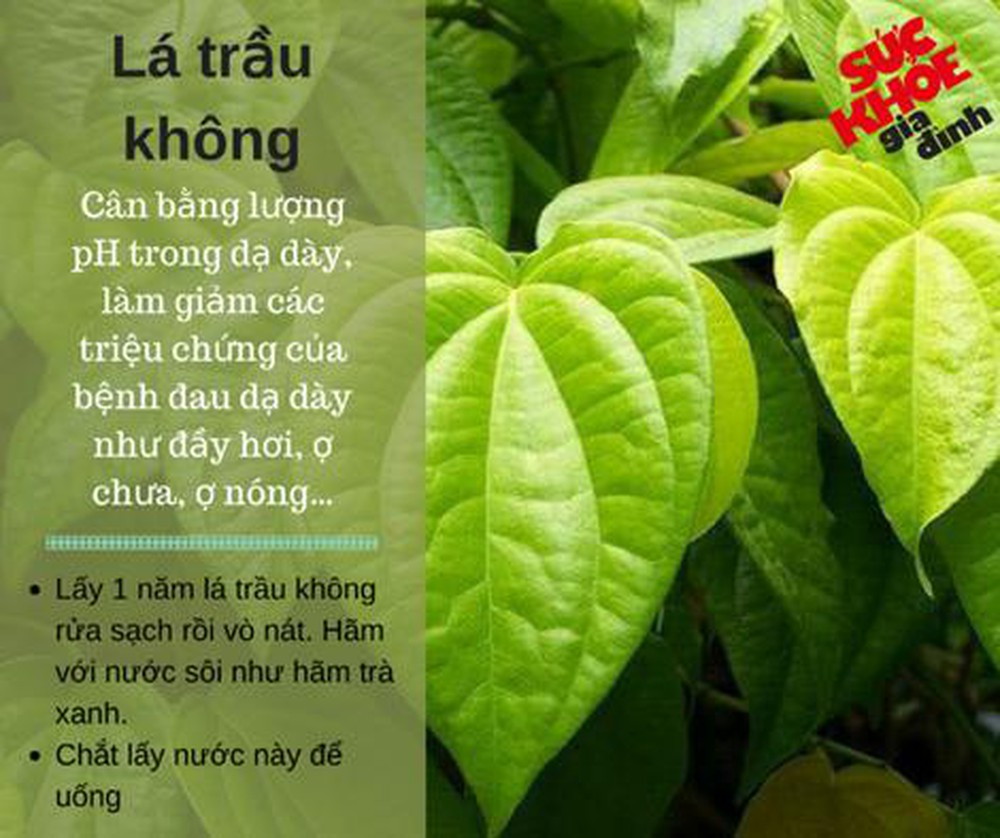 Lá trầu
không
Cân bằng lượng
pH trong dạ dày,
làm giảm các
triệu chứng của
bệnh đau dạ dày
như đầy hơi, ợ
chưa, ợ nóng...
• Lấy 1 năm lá trầu không
rửa sạch rồi vò nát. Hãm
với nước sôi như hãm trà
xanh.
• Chắt lấy nước này để
uống
SỨC
KHỎE
gia
đình